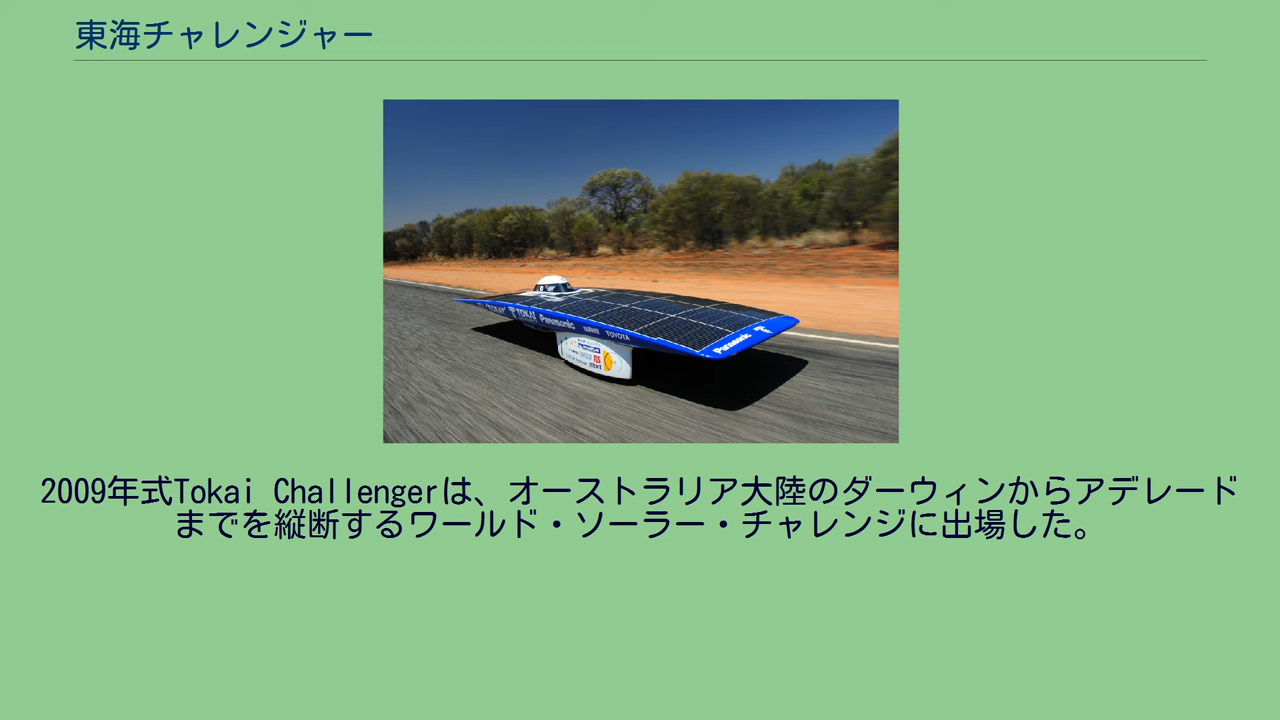 東海チャレンジャー
TOKAI
Panasonic
TOYOTA
Panasonic
2009年式Tokai Challengerは、オーストラリア大陸のダーウィンからアデレード
までを縦断するワールド・ソーラー・チャレンジに出場した。